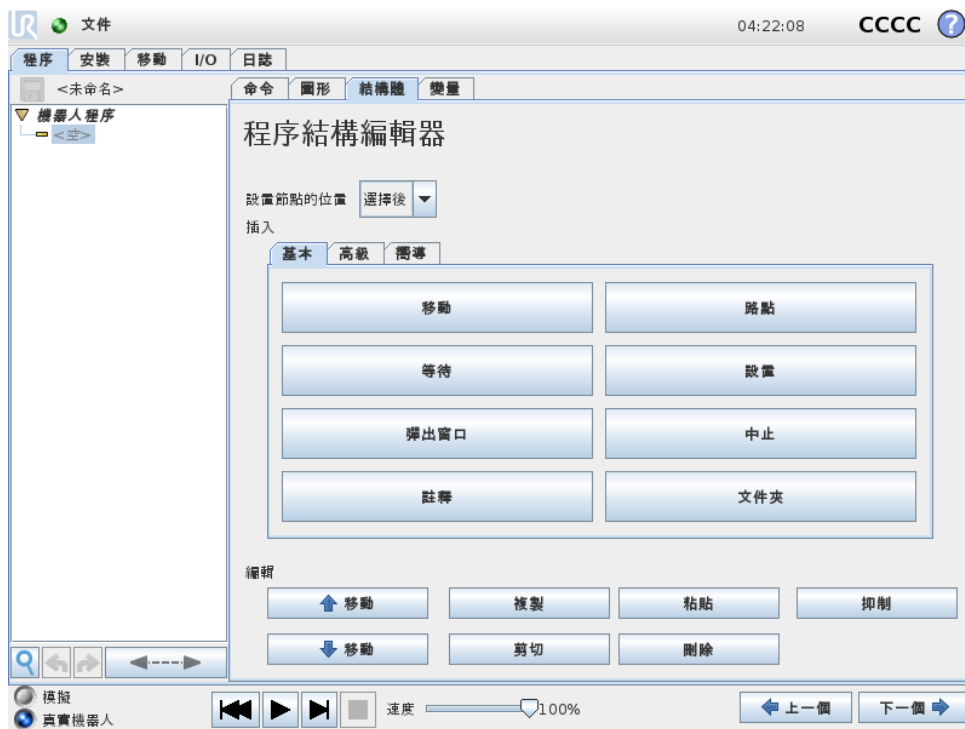 UR 文件 04:22:08 CCCC ?
程序 安裝 移動 I/O 日誌
<未命名> 命令 圖形 結構體 變量
機器人程序
<空>
程序結構編輯器
設置節點的位置 選擇後
插入
基本 高級 嚮導
移動 路點
等待 設置
彈出窗口 中止
註釋 文件夾
編輯
移動 複製 粘貼 抑制
移動 剪切 刪除
模擬
真實機器人
速度 100%
上一個 下一個